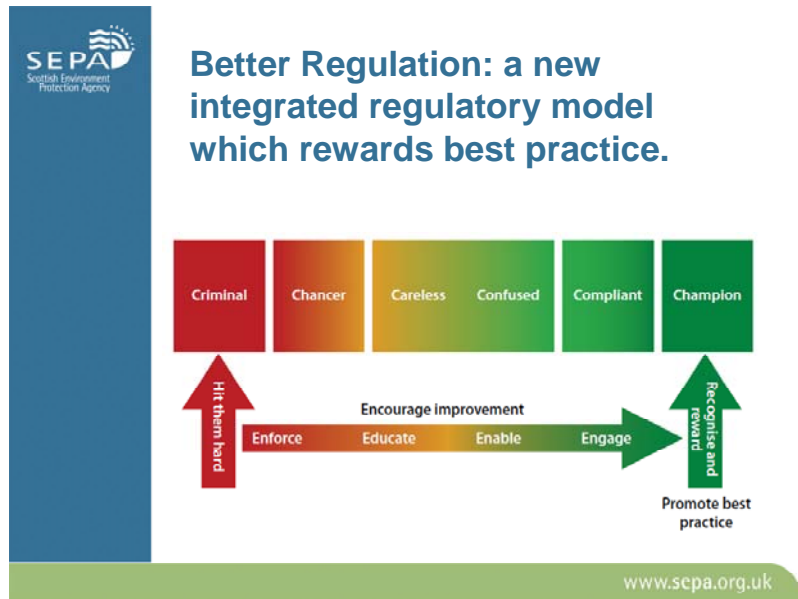 SEPA
Scottish Environment
Protection Agency
Better Regulation: a new
integrated regulatory model
which rewards best practice.
Criminal
Chancer
Careless
Confused
Compliant
Champion
Hit them hard
Encourage improvement
Enforce
Educate
Enable
Engage
Recognise and
reward
Promote best
practice
www.sepa.org.uk